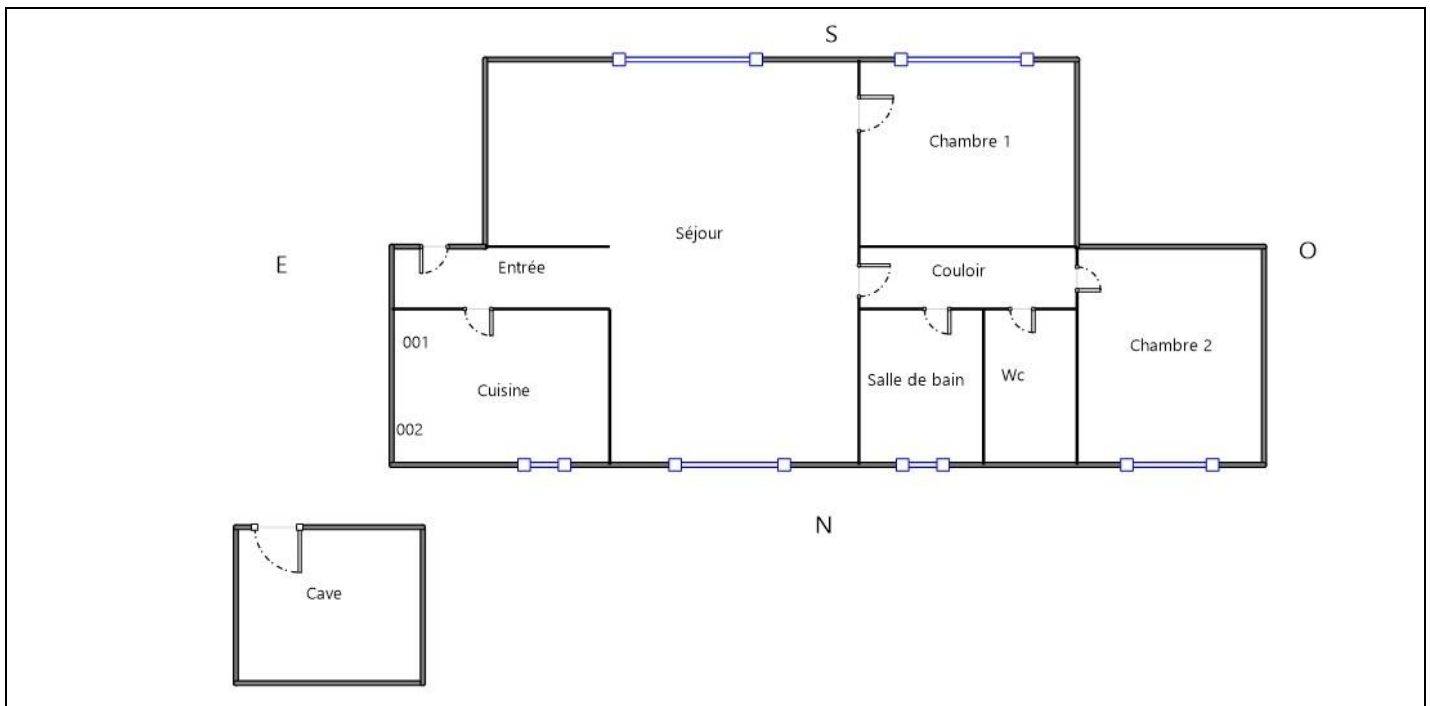 S
Chambre 1
Séjour
E
Entrée
Couloir
O
001
Chambre 2
Cuisine
Salle de bain
Wc
002
N
Cave